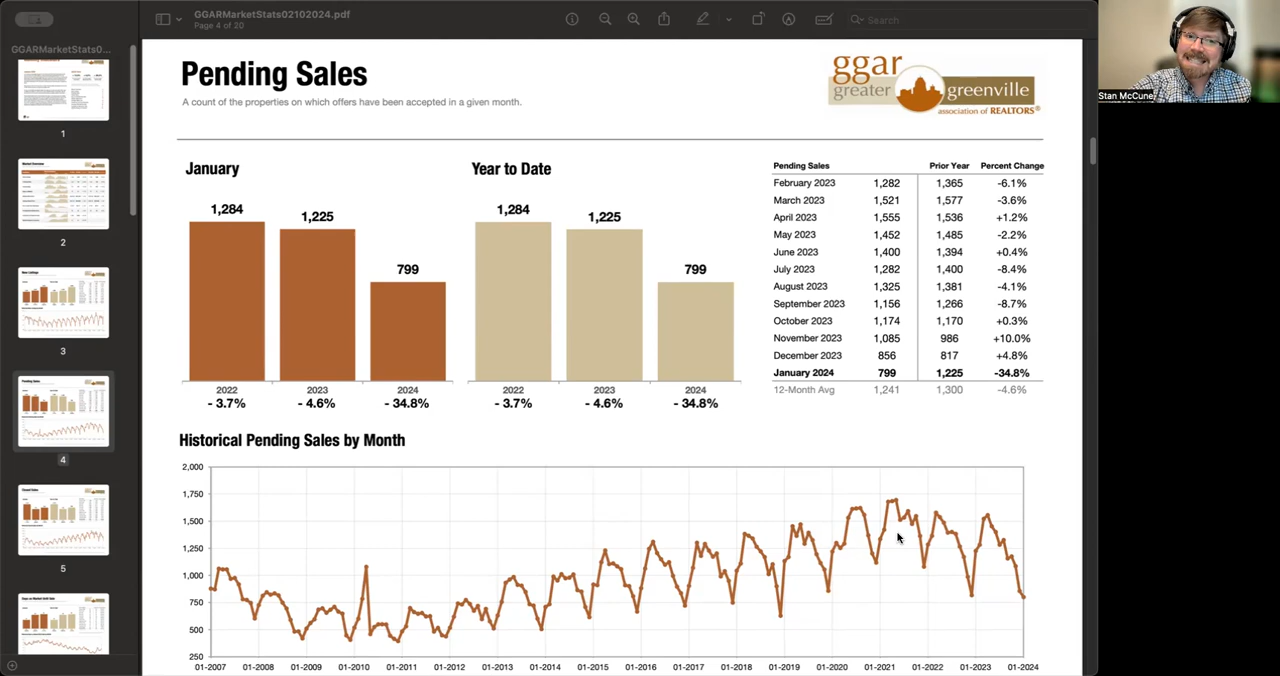 GGARMarketStats02102024.pdf
Page 4 of 20
Search
GGARMarketStats0...
1
2
3
4
5
Stan McCune
Pending Sales
A count of the properties on which offers have been accepted in a given month.
ggar
greater greenville
association of REALTORS®
January
1,284
1,225
799
2022 2023 2024
- 3.7% - 4.6% - 34.8%
Year to Date
1,284
1,225
799
2022 2023 2024
- 3.7% - 4.6% - 34.8%
Pending Sales Prior Year Percent Change
February 2023 1,282 1,365 -6.1%
March 2023 1,521 1,577 -3.6%
April 2023 1,555 1,536 +1.2%
May 2023 1,452 1,485 -2.2%
June 2023 1,400 1,394 +0.4%
July 2023 1,282 1,400 -8.4%
August 2023 1,325 1,381 -4.1%
September 2023 1,156 1,266 -8.7%
October 2023 1,174 1,170 +0.3%
November 2023 1,085 986 +10.0%
December 2023 856 817 +4.8%
January 2024 799 1,225 -34.8%
12-Month Avg 1,241 1,300 -4.6%
Historical Pending Sales by Month
2,000
1,750
1,500
1,250
1,000
750
500
250
01-2007 01-2008 01-2009 01-2010 01-2011 01-2012 01-2013 01-2014 01-2015 01-2016 01-2017 01-2018 01-2019 01-2020 01-2021 01-2022 01-2023 01-2024